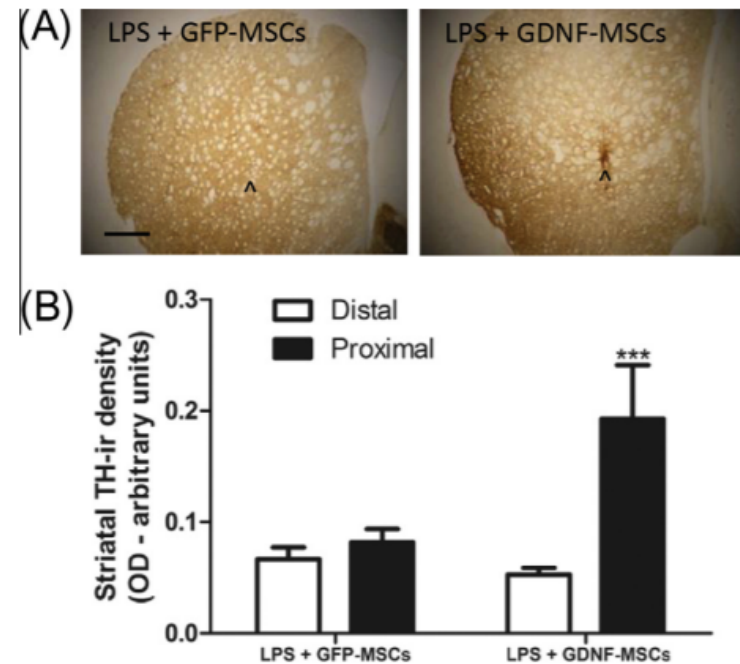 (A)
LPS + GFP-MSCs
LPS + GDNF-MSCs
^
^
(B)
Striatal TH-ir density
(OD - arbitrary units)
0.3
0.2
0.1
0.0
Distal
Proximal
***
LPS + GFP-MSCs
LPS + GDNF-MSCs